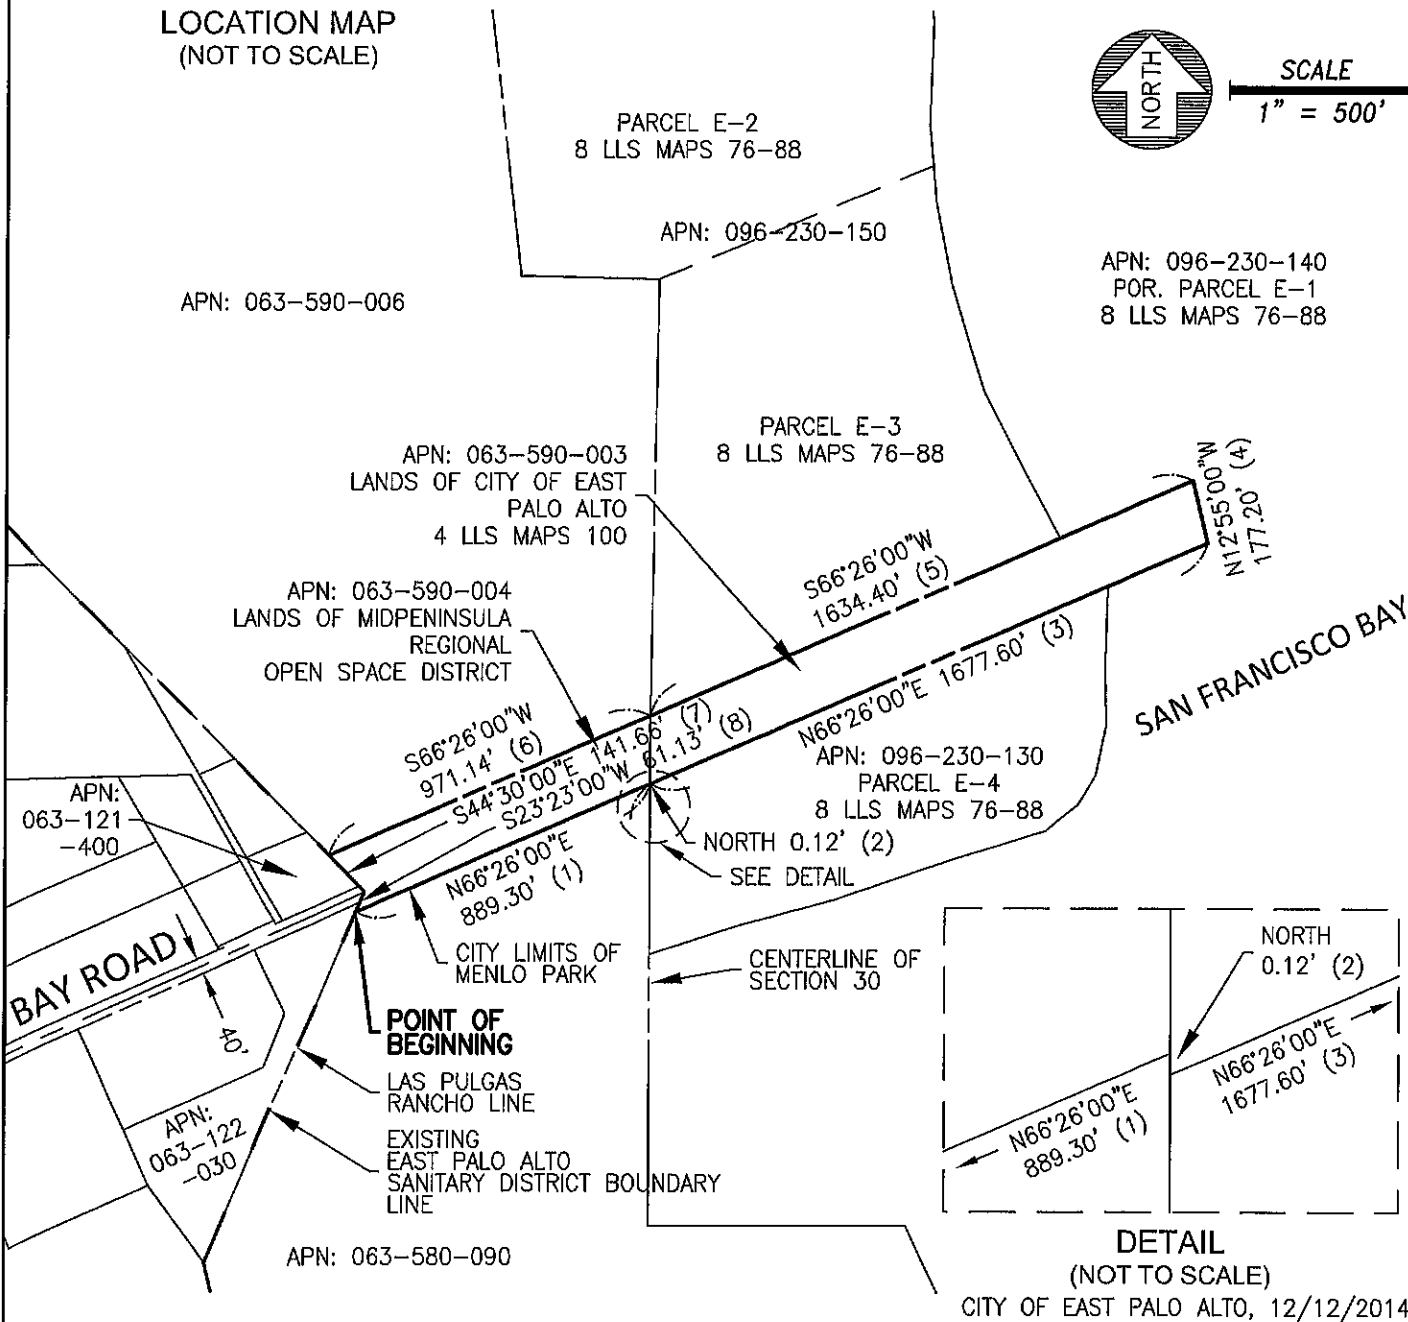 LOCATION MAP
(NOT TO SCALE)
NORTH
SCALE
1" = 500'
PARCEL E-2
8 LLS MAPS 76-88
APN: 096-230-150
APN: 096-230-140
POR. PARCEL E-1
8 LLS MAPS 76-88
APN: 063-590-006
PARCEL E-3
8 LLS MAPS 76-88
APN: 063-590-003
LANDS OF CITY OF EAST
PALO ALTO
4 LLS MAPS 100
N12°55'00"W
177.20' (4)
S66°26'00"W
1634.40' (5)
APN: 063-590-004
LANDS OF MIDPENINSULA
REGIONAL
OPEN SPACE DISTRICT
SAN FRANCISCO BAY
N66°26'00"E 1677.60' (3)
S66°26'00"W
971.14' (6)
S44°30'00"E 141.66' (7)
S23°23'00"W 61.13' (8)
N66°26'00"E
889.30' (1)
APN: 096-230-130
PARCEL E-4
8 LLS MAPS 76-88
APN:
063-121
-400
NORTH 0.12' (2)
SEE DETAIL
CITY LIMITS OF
MENLO PARK
CENTERLINE OF
SECTION 30
BAY ROAD
40'
POINT OF
BEGINNING
LAS PULGAS
RANCHO LINE
APN:
063-122
-030
EXISTING
EAST PALO ALTO
SANITARY DISTRICT BOUNDARY
LINE
APN: 063-580-090
NORTH
0.12' (2)
N66°26'00"E
1677.60' (3)
N66°26'00"E
889.30' (1)
DETAIL
(NOT TO SCALE)
CITY OF EAST PALO ALTO, 12/12/2014